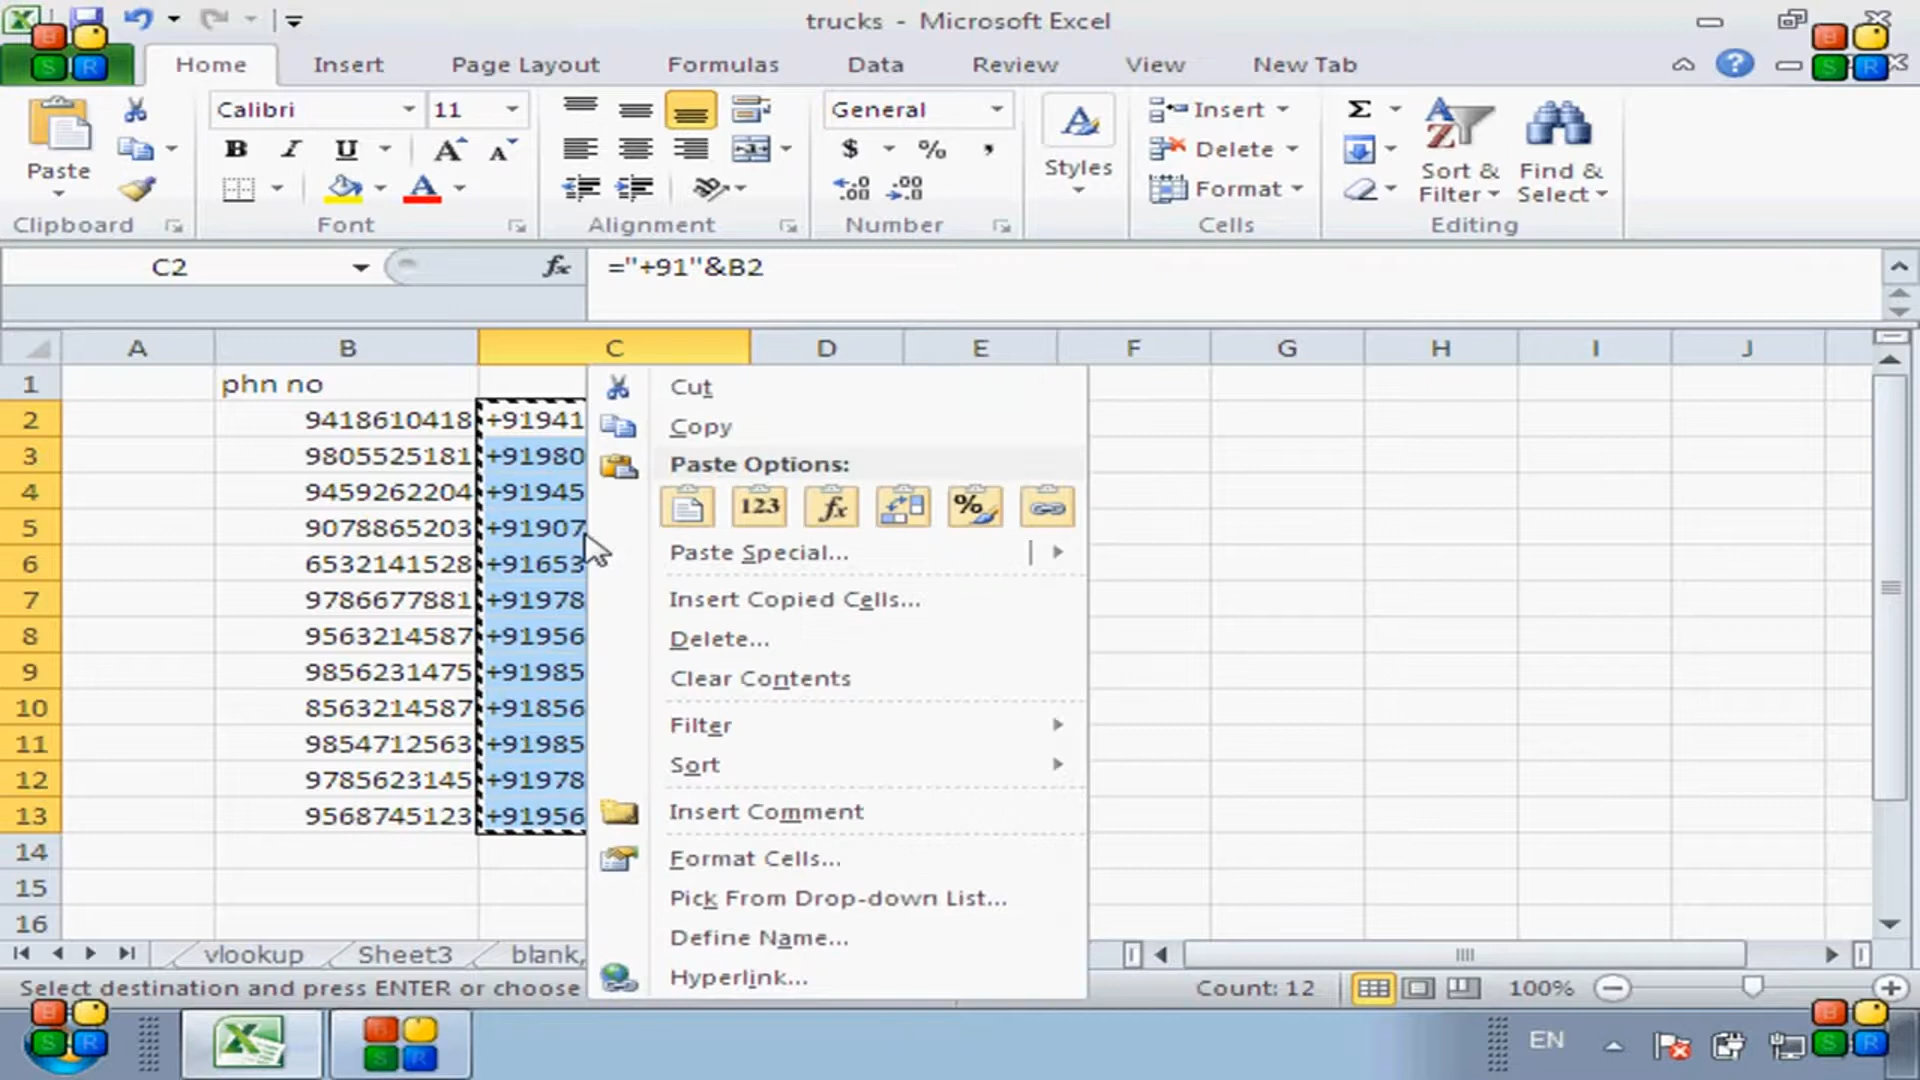 trucks - Microsoft Excel
Home Insert Page Layout Formulas Data Review View New Tab
Calibri 11 General Insert Σ
Paste B I U A A $ % , Styles Delete Sort & Filter Find & Select
A .00 .00 Format
Clipboard Font Alignment Number Cells Editing
C2 fx ="+91"&B2
A B C D E F G H I J
1 phn no
2 9418610418 +91941
3 9805525181 +91980
4 9459262204 +91945
5 9078865203 +91907
6 6532141528 +91653
7 9786677881 +91978
8 9563214587 +91956
9 9856231475 +91985
10 8563214587 +91856
11 9854712563 +91985
12 9785623145 +91978
13 9568745123 +91956
14
15
16
Cut
Copy
Paste Options:
123 fx %
Paste Special...
Insert Copied Cells...
Delete...
Clear Contents
Filter
Sort
Insert Comment
Format Cells...
Pick From Drop-down List...
Define Name...
Hyperlink...
vlookup Sheet3 blank,
Select destination and press ENTER or choose Count: 12 100%
B S R
EN